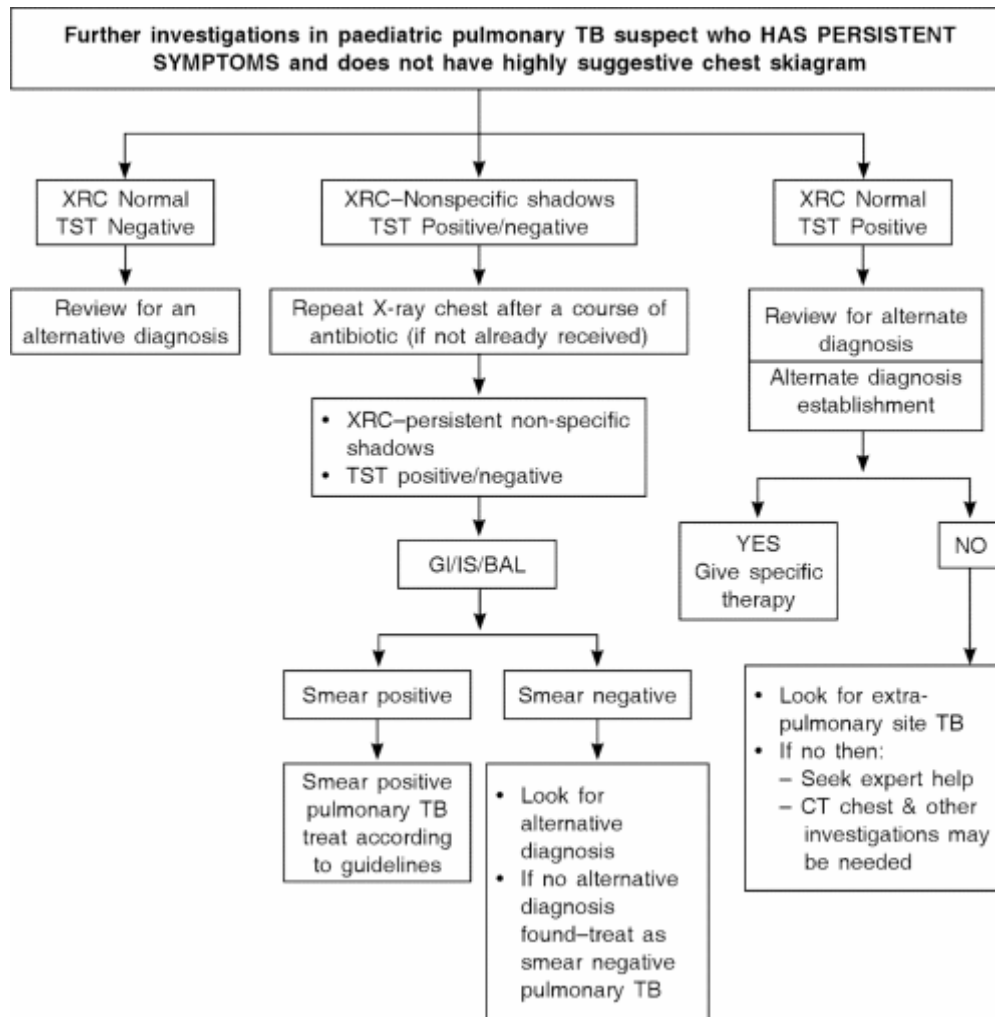 Further investigations in paediatric pulmonary TB suspect who HAS PERSISTENT
SYMPTOMS and does not have highly suggestive chest skiagram
XRC Normal
TST Negative
XRC–Nonspecific shadows
TST Positive/negative
XRC Normal
TST Positive
Review for an
alternative diagnosis
Repeat X-ray chest after a course of
antibiotic (if not already received)
Review for alternate
diagnosis
Alternate diagnosis
establishment
• XRC–persistent non-specific
shadows
• TST positive/negative
YES
Give specific
therapy
NO
GI/IS/BAL
Smear positive
Smear negative
Smear positive
pulmonary TB
treat according
to guidelines
• Look for
alternative
diagnosis
• If no alternative
diagnosis
found–treat as
smear negative
pulmonary TB
• Look for extra-
pulmonary site TB
• If no then:
– Seek expert help
– CT chest & other
investigations may
be needed